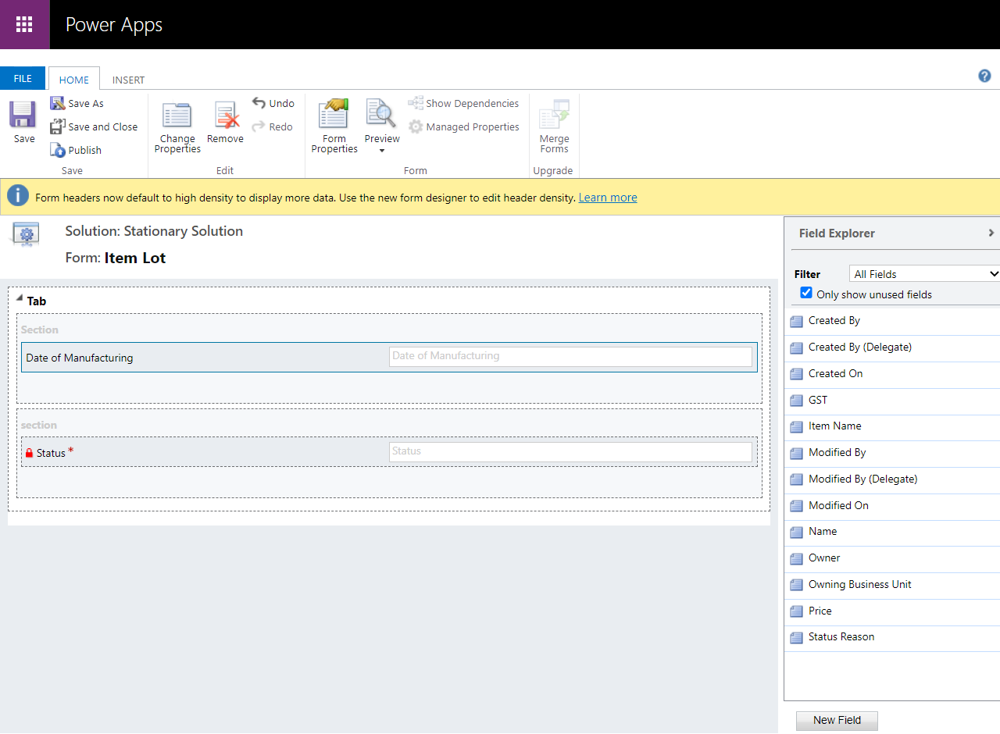 Power Apps
FILE HOME INSERT
Save
Save As
Save and Close
Publish
Save
Change Properties
Remove
Undo
Redo
Edit
Form Properties
Preview
Show Dependencies
Managed Properties
Form
Merge Forms
Upgrade
Form headers now default to high density to display more data. Use the new form designer to edit header density. Learn more
Solution: Stationary Solution
Form: Item Lot
Tab
Section
Date of Manufacturing Date of Manufacturing
section
Status * Status
Field Explorer
Filter All Fields
Only show unused fields
Created By
Created By (Delegate)
Created On
GST
Item Name
Modified By
Modified By (Delegate)
Modified On
Name
Owner
Owning Business Unit
Price
Status Reason
New Field